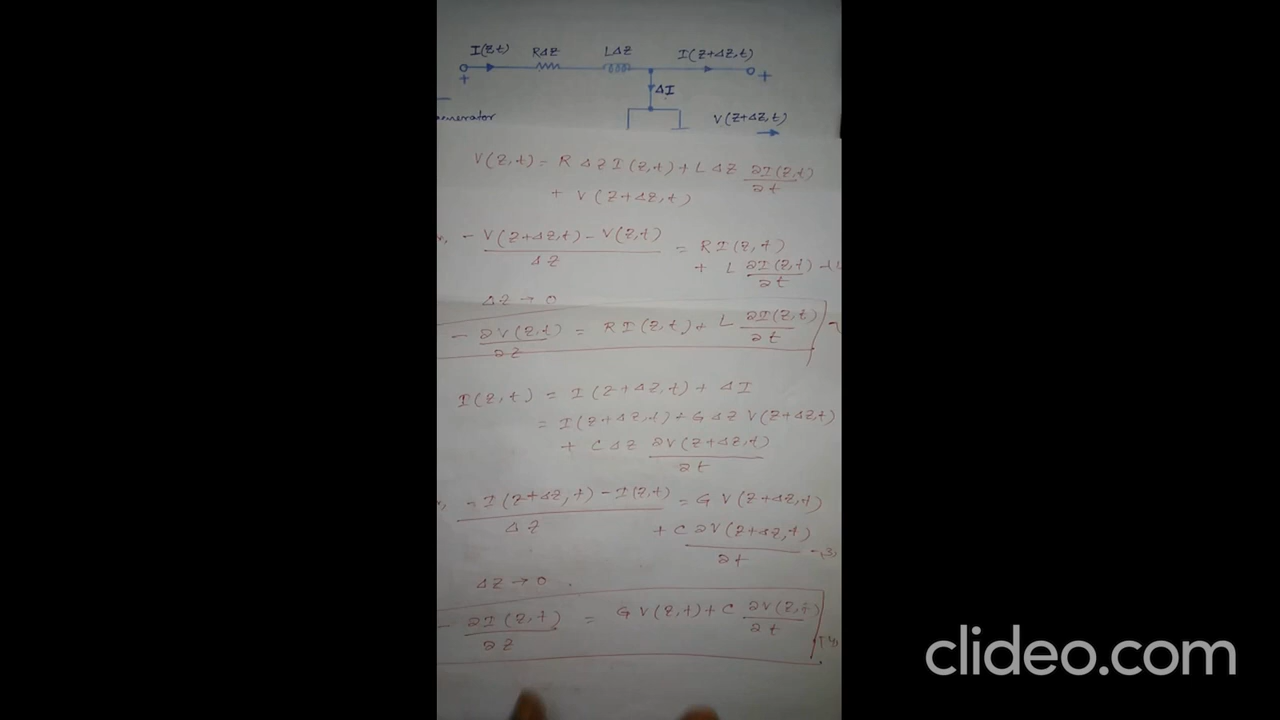 I(z,t) RΔz LΔz I(z+Δz,t)
+ +
ΔI
V(z+Δz,t)
V(z,t) = R Δz I(z,t) + L Δz ∂I(z,t)/∂t
+ V(z+Δz,t)
- V(z+Δz,t) - V(z,t)/Δz = R I(z,t)
+ L ∂I(z,t)/∂t
Δz → 0
- ∂V(z,t)/∂z = R I(z,t) + L ∂I(z,t)/∂t
I(z,t) = I(z+Δz,t) + ΔI
= I(z+Δz,t) + G Δz V(z+Δz,t)
+ C Δz ∂V(z+Δz,t)/∂t
- I(z+Δz,t) - I(z,t)/Δz = G V(z+Δz,t)
+ C ∂V(z+Δz,t)/∂t
Δz → 0
- ∂I(z,t)/∂z = G V(z,t) + C ∂V(z,t)/∂t
clideo.com